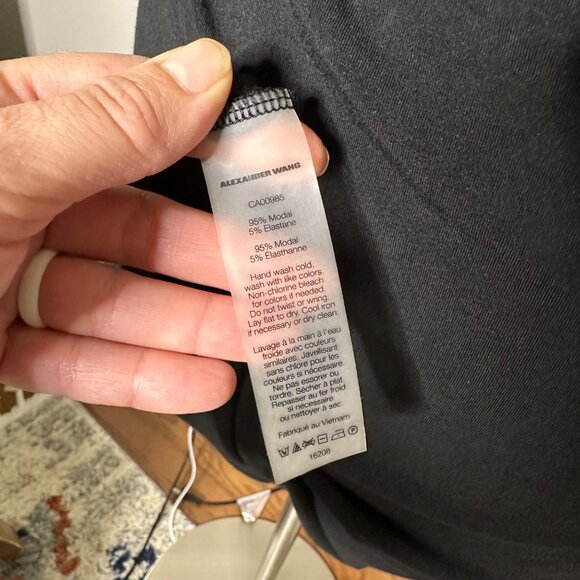 ALEXANDER WANG
CA00985
95% Modal
5% Elastane
95% Modal
5% Élasthanne
Hand wash cold.
wash with like colors.
Non-chlorine bleach
for colors if needed.
Do not twist or wring.
Lay flat to dry. Cool iron
if necessary or dry clean.
Lavage à la main à l'eau
froide avec couleurs
similaires. Javellisant
sans chlore pour les
couleurs si nécessaire
Ne pas essorer ou
tordre. Sécher à plat.
Repasser au fer froid
si nécessaire
ou nettoyer à sec.
Fabriqué au Vietnam
16208